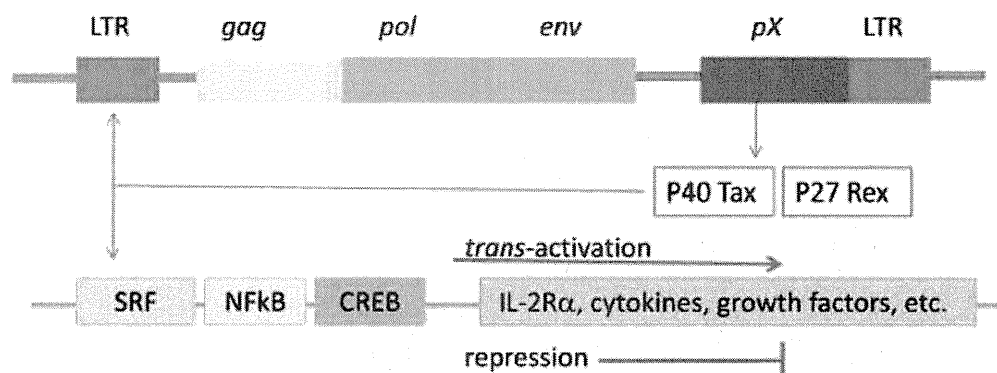 LTR gag pol env pX LTR
P40 Tax P27 Rex
trans-activation
SRF NFkB CREB IL-2Rα, cytokines, growth factors, etc.
repression